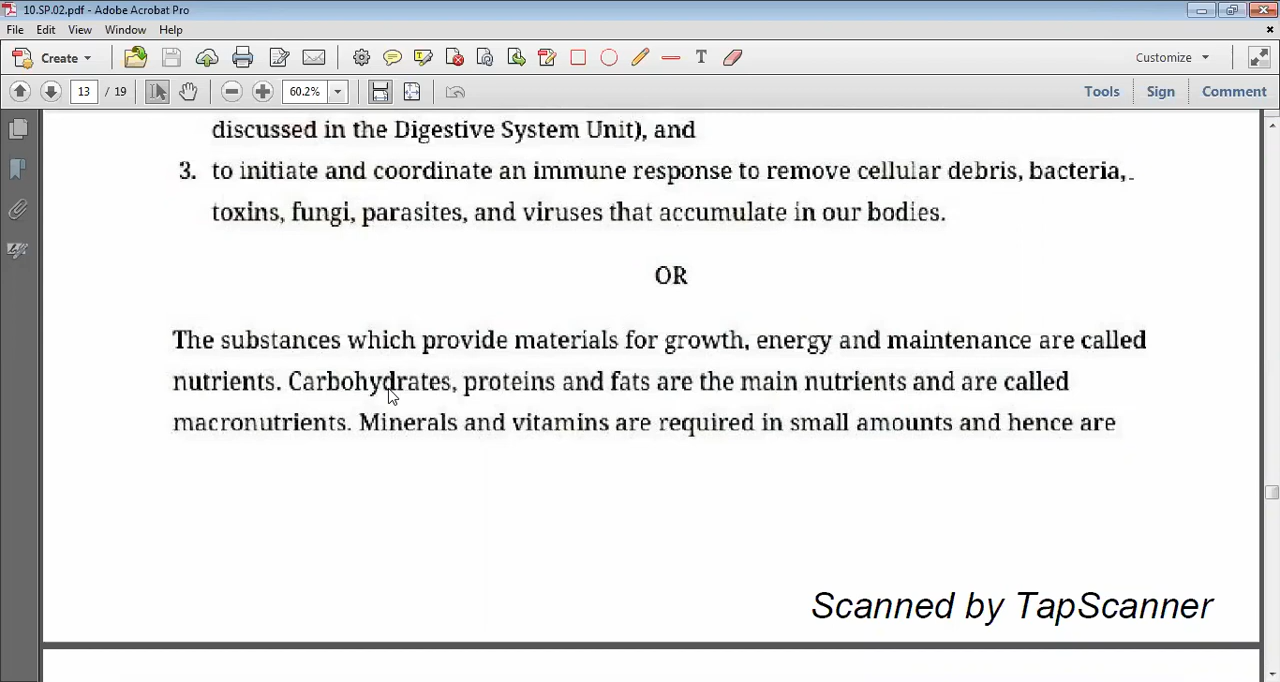 10.SP.02.pdf - Adobe Acrobat Pro
File Edit View Window Help
Create Customize
13 / 19 60.2% Tools Sign Comment
discussed in the Digestive System Unit), and
3. to initiate and coordinate an immune response to remove cellular debris, bacteria,
toxins, fungi, parasites, and viruses that accumulate in our bodies.
OR
The substances which provide materials for growth, energy and maintenance are called
nutrients. Carbohydrates, proteins and fats are the main nutrients and are called
macronutrients. Minerals and vitamins are required in small amounts and hence are
Scanned by TapScanner